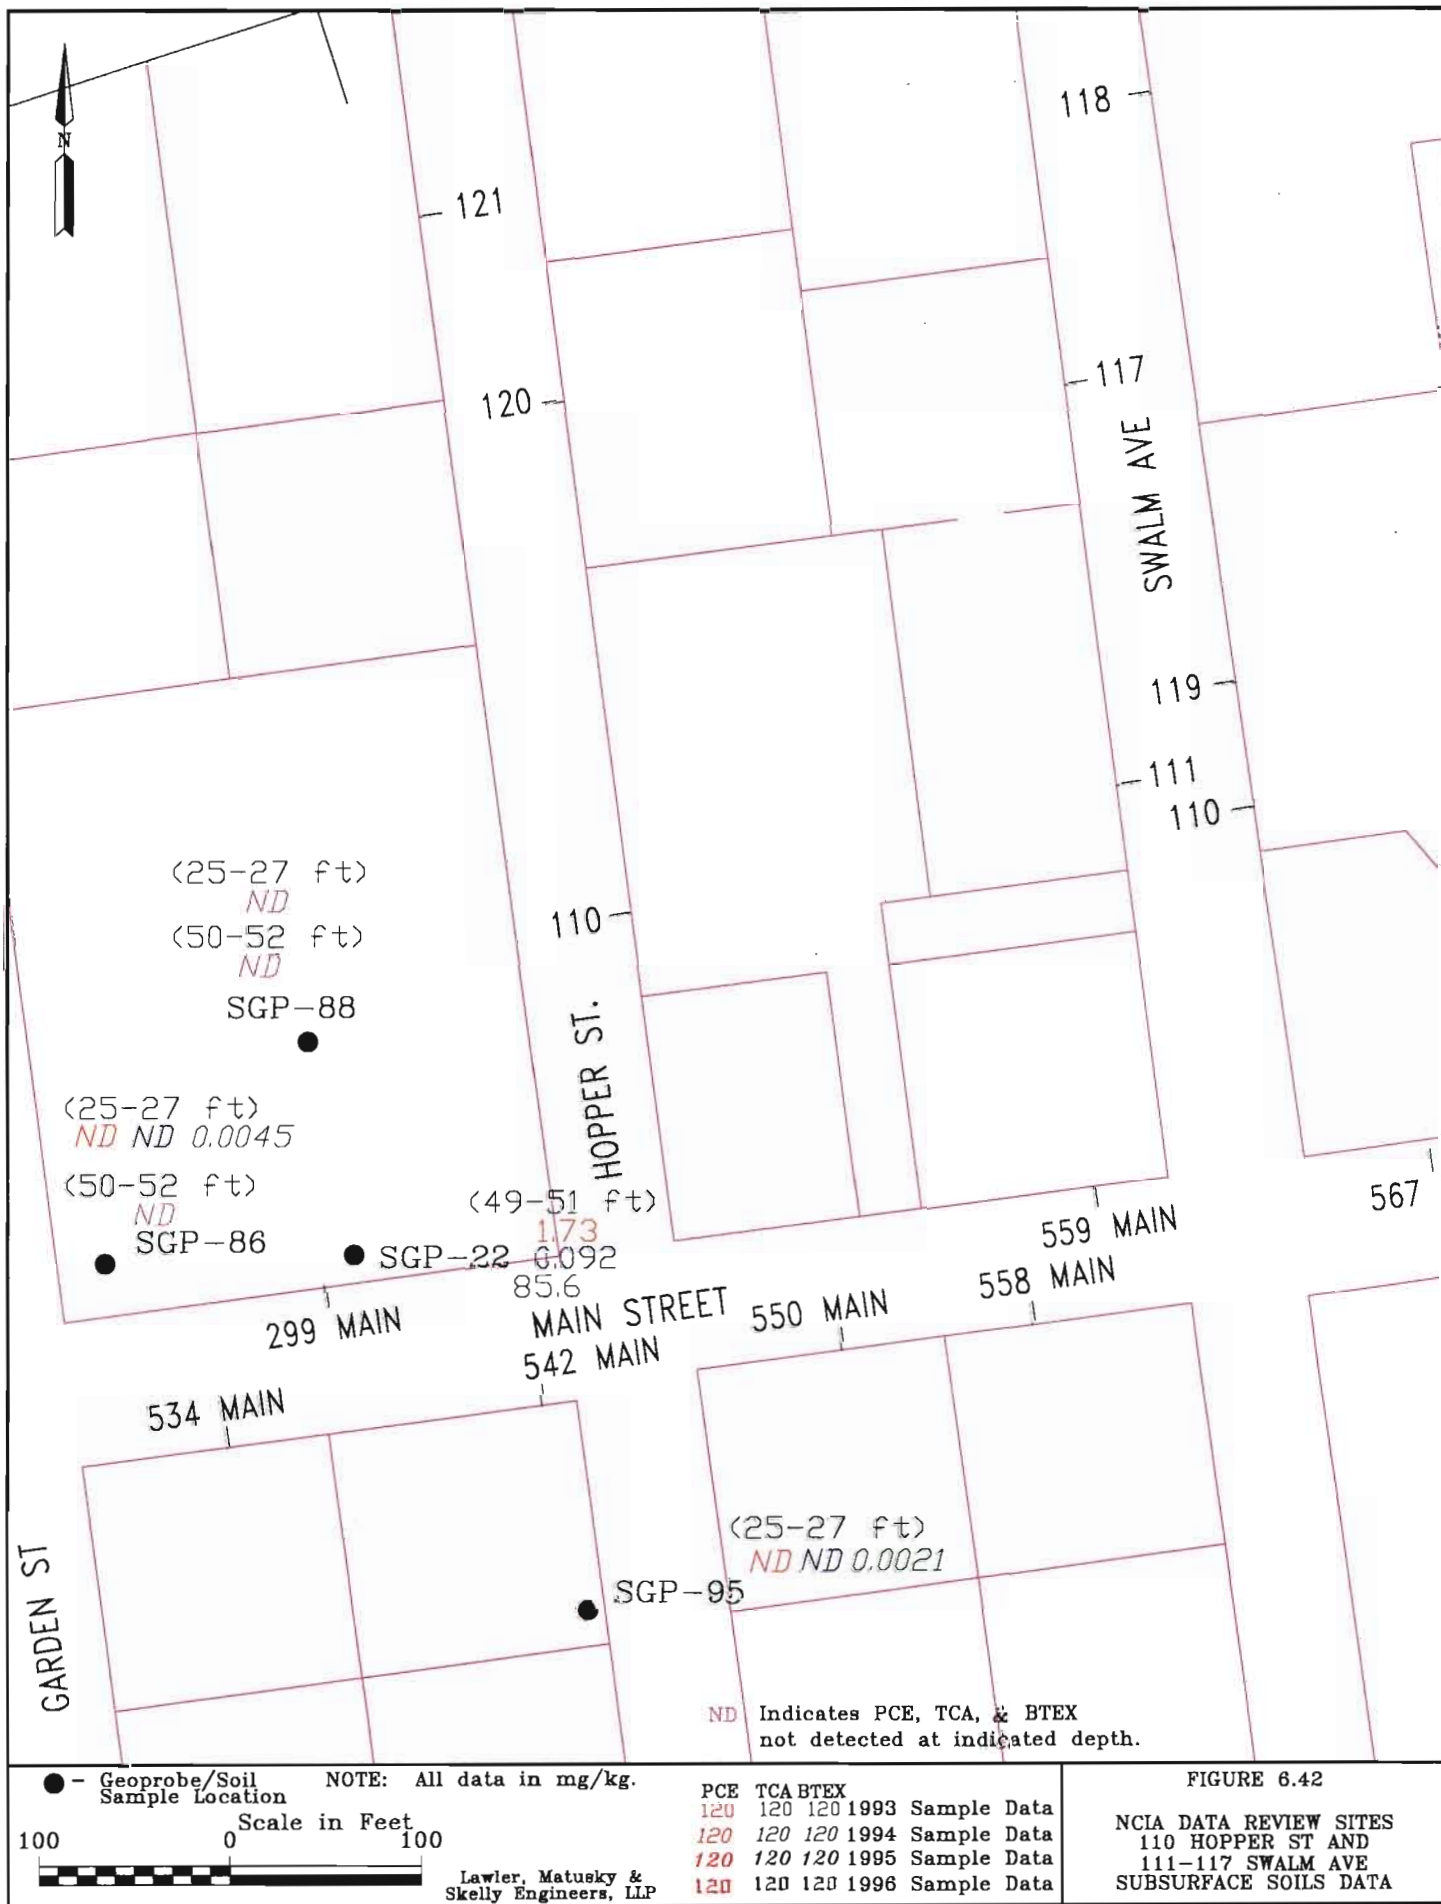 N
118
121
117
120
SWALM AVE
119
111
110
(25-27 ft)
ND
(50-52 ft)
ND
SGP-88
110
HOPPER ST.
(25-27 ft)
ND ND 0.0045
(50-52 ft)
ND
SGP-86
(49-51 ft)
1.73
SGP-22 0.092
85.6
567
559 MAIN
558 MAIN
550 MAIN
MAIN STREET
299 MAIN
542 MAIN
534 MAIN
(25-27 ft)
ND ND 0.0021
SGP-95
GARDEN ST
ND Indicates PCE, TCA, & BTEX
not detected at indicated depth.
- Geoprobe/Soil
Sample Location
NOTE: All data in mg/kg.
Scale in Feet
100 0 100
Lawler, Matusky &
Skelly Engineers, LLP
PCE TCA BTEX
120 120 120 1993 Sample Data
120 120 120 1994 Sample Data
120 120 120 1995 Sample Data
120 120 120 1996 Sample Data
FIGURE 6.42
NCIA DATA REVIEW SITES
110 HOPPER ST AND
111-117 SWALM AVE
SUBSURFACE SOILS DATA